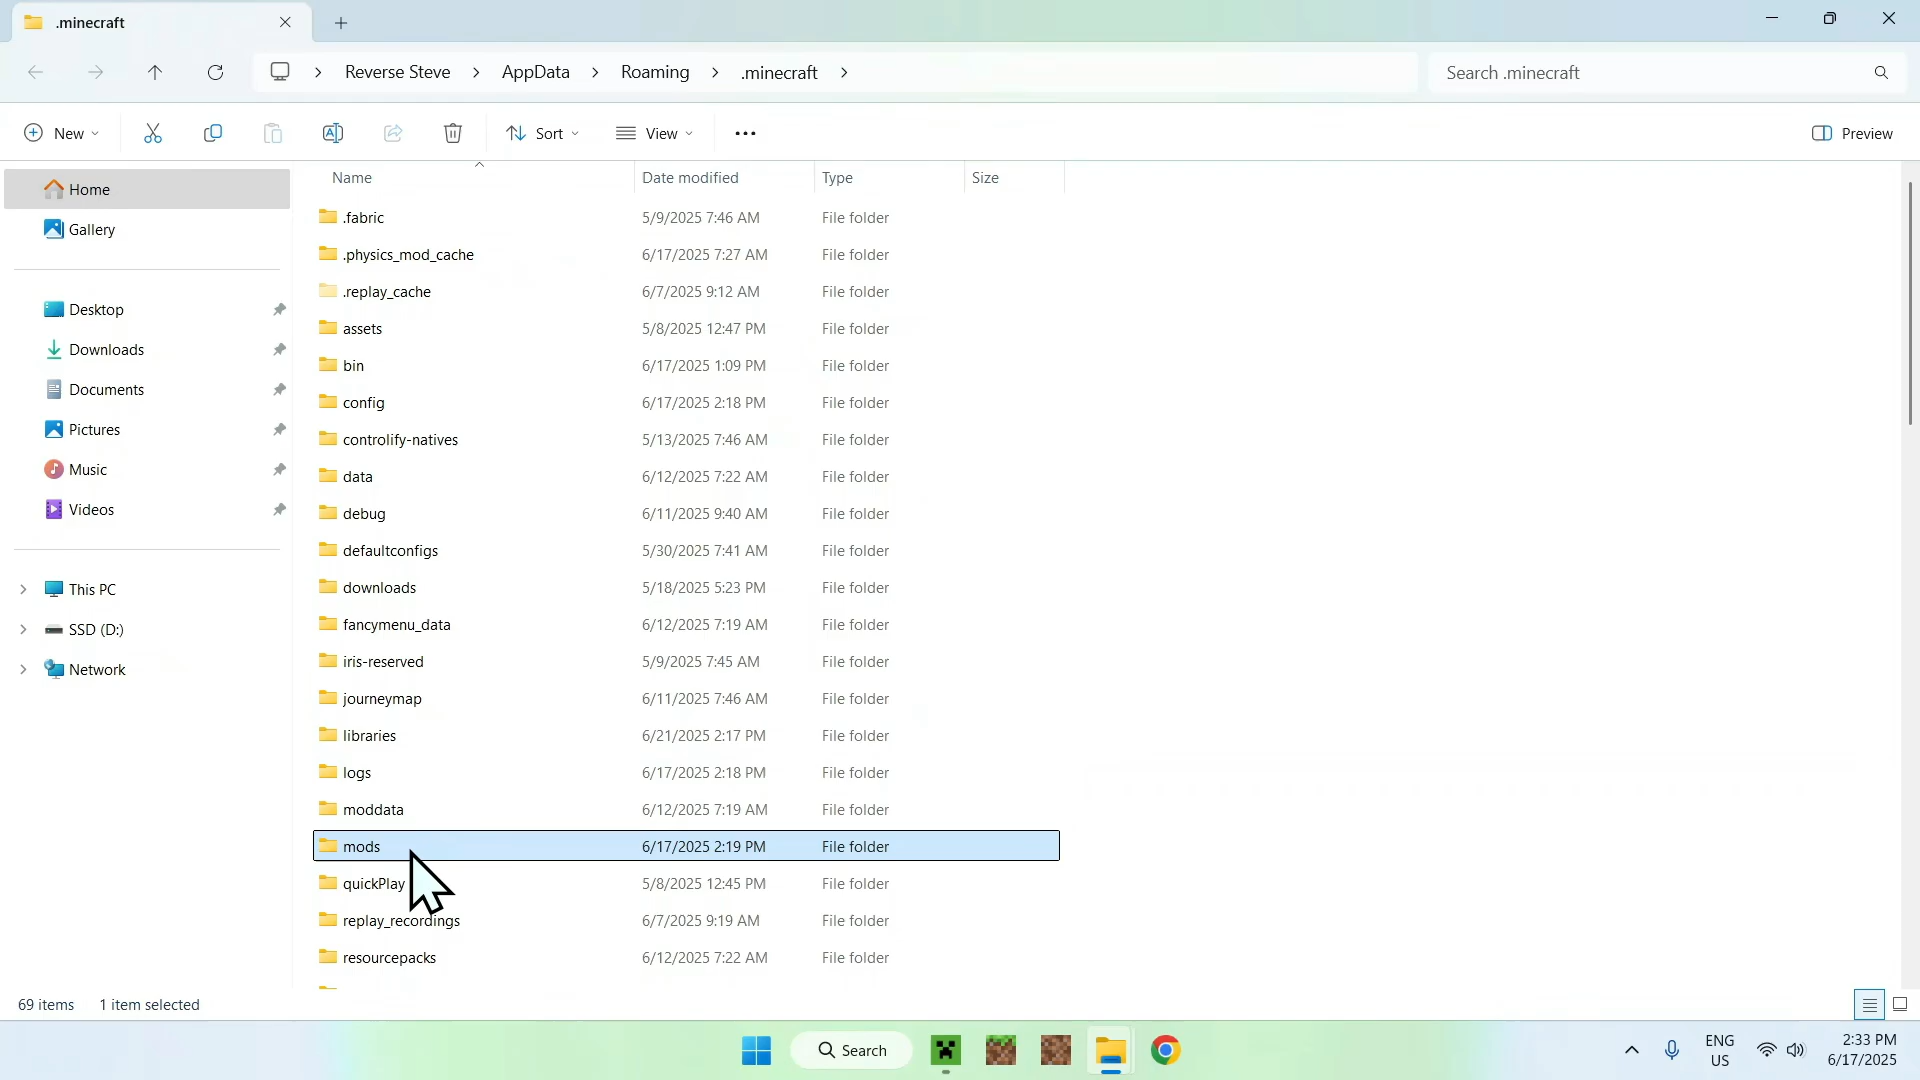 .minecraft
Reverse Steve > AppData > Roaming > .minecraft >
Search .minecraft
New
Sort
View
Preview
Name Date modified Type Size
Home
Gallery
Desktop
Downloads
Documents
Pictures
Music
Videos
This PC
SSD (D:)
Network
.fabric 5/9/2025 7:46 AM File folder
.physics_mod_cache 6/17/2025 7:27 AM File folder
.replay_cache 6/7/2025 9:12 AM File folder
assets 5/8/2025 12:47 PM File folder
bin 6/17/2025 1:09 PM File folder
config 6/17/2025 2:18 PM File folder
controlify-natives 5/13/2025 7:46 AM File folder
data 6/12/2025 7:22 AM File folder
debug 6/11/2025 9:40 AM File folder
defaultconfigs 5/30/2025 7:41 AM File folder
downloads 5/18/2025 5:23 PM File folder
fancymenu_data 6/12/2025 7:19 AM File folder
iris-reserved 5/9/2025 7:45 AM File folder
journeymap 6/11/2025 7:46 AM File folder
libraries 6/21/2025 2:17 PM File folder
logs 6/17/2025 2:18 PM File folder
moddata 6/12/2025 7:19 AM File folder
mods 6/17/2025 2:19 PM File folder
quickPlay 5/8/2025 12:45 PM File folder
replay_recordings 6/7/2025 9:19 AM File folder
resourcepacks 6/12/2025 7:22 AM File folder
69 items 1 item selected
Search
ENG
US
2:33 PM
6/17/2025